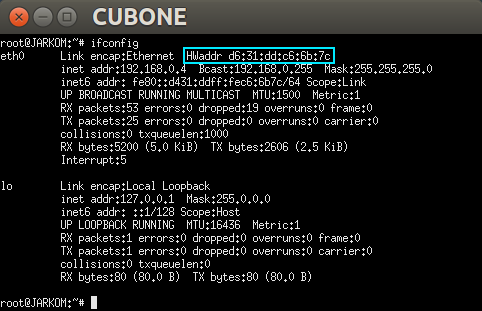 CUBONE
root@JARKOM:~# ifconfig
eth0 Link encap:Ethernet HWaddr d6:31:dd:c6:6b:7c
inet addr:192.168.0.4 Bcast:192.168.0.255 Mask:255.255.255.0
inet6 addr: fe80::d431:ddff:fec6:6b7c/64 Scope:Link
UP BROADCAST RUNNING MULTICAST MTU:1500 Metric:1
RX packets:53 errors:0 dropped:19 overruns:0 frame:0
TX packets:25 errors:0 dropped:0 overruns:0 carrier:0
collisions:0 txqueuelen:1000
RX bytes:5200 (5.0 KiB) TX bytes:2606 (2.5 KiB)
Interrupt:5
lo Link encap:Local Loopback
inet addr:127.0.0.1 Mask:255.0.0.0
inet6 addr: ::1/128 Scope:Host
UP LOOPBACK RUNNING MTU:16436 Metric:1
RX packets:1 errors:0 dropped:0 overruns:0 frame:0
TX packets:1 errors:0 dropped:0 overruns:0 carrier:0
collisions:0 txqueuelen:0
RX bytes:80 (80.0 B) TX bytes:80 (80.0 B)
root@JARKOM:~#